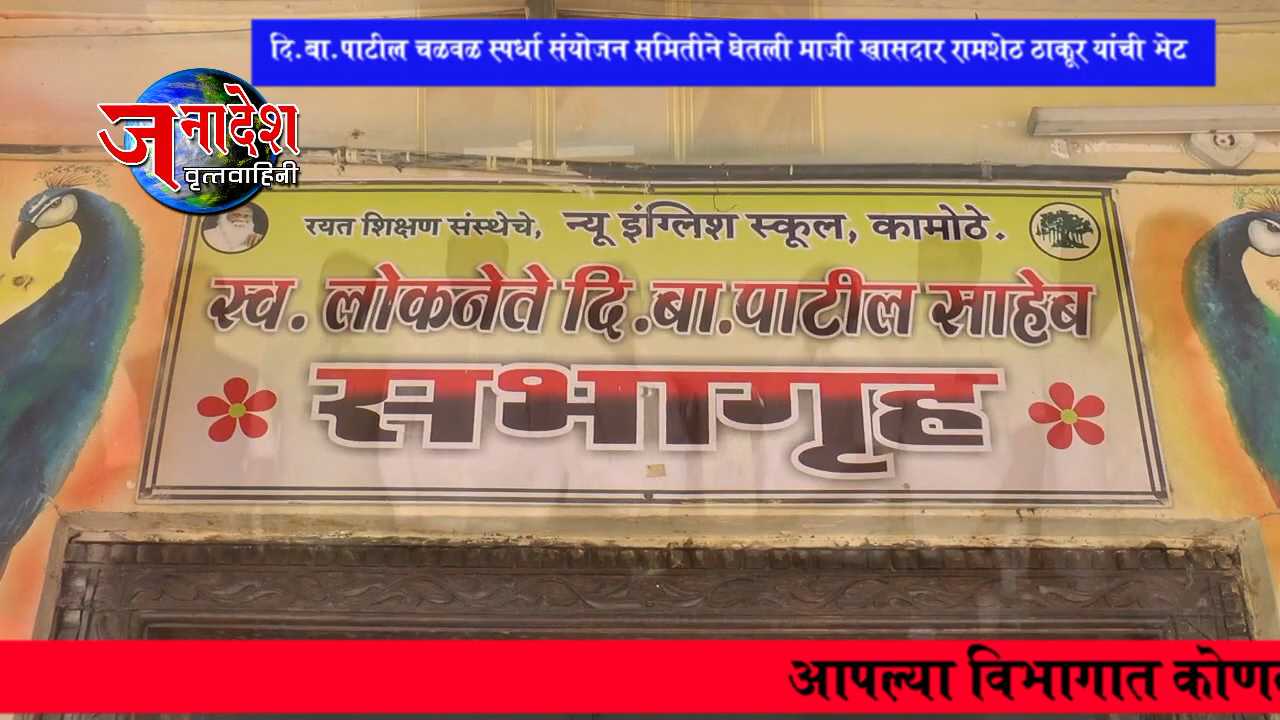 दि.बा.पाटील चळवळ स्पर्धा संयोजन समितीने घेतली माजी खासदार रामशेठ ठाकूर यांची भेट
जनादेश
वृत्तवाहिनी
रयत शिक्षण संस्थेचे, न्यू इंग्लिश स्कूल, कामोठे.
स्व. लोकनेते दि.बा.पाटील साहेब
सभागृह
आपल्या विभागात